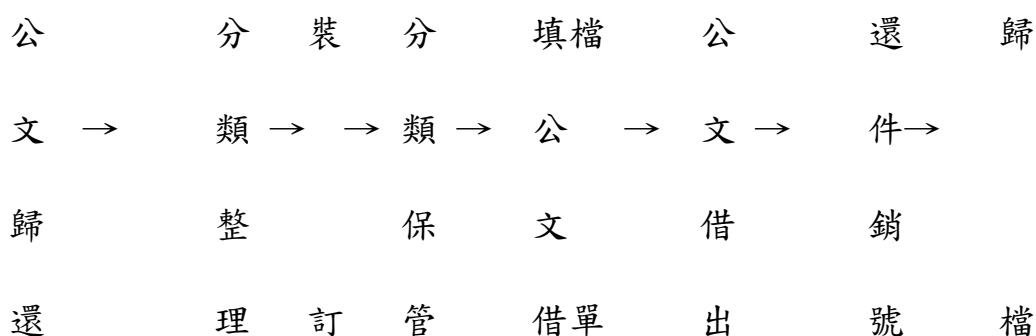 公文歸還
→
分類整理
→
裝訂
→
分類保管
→
填檔公文借單
→
公文借出
→
還件銷號
→
歸檔